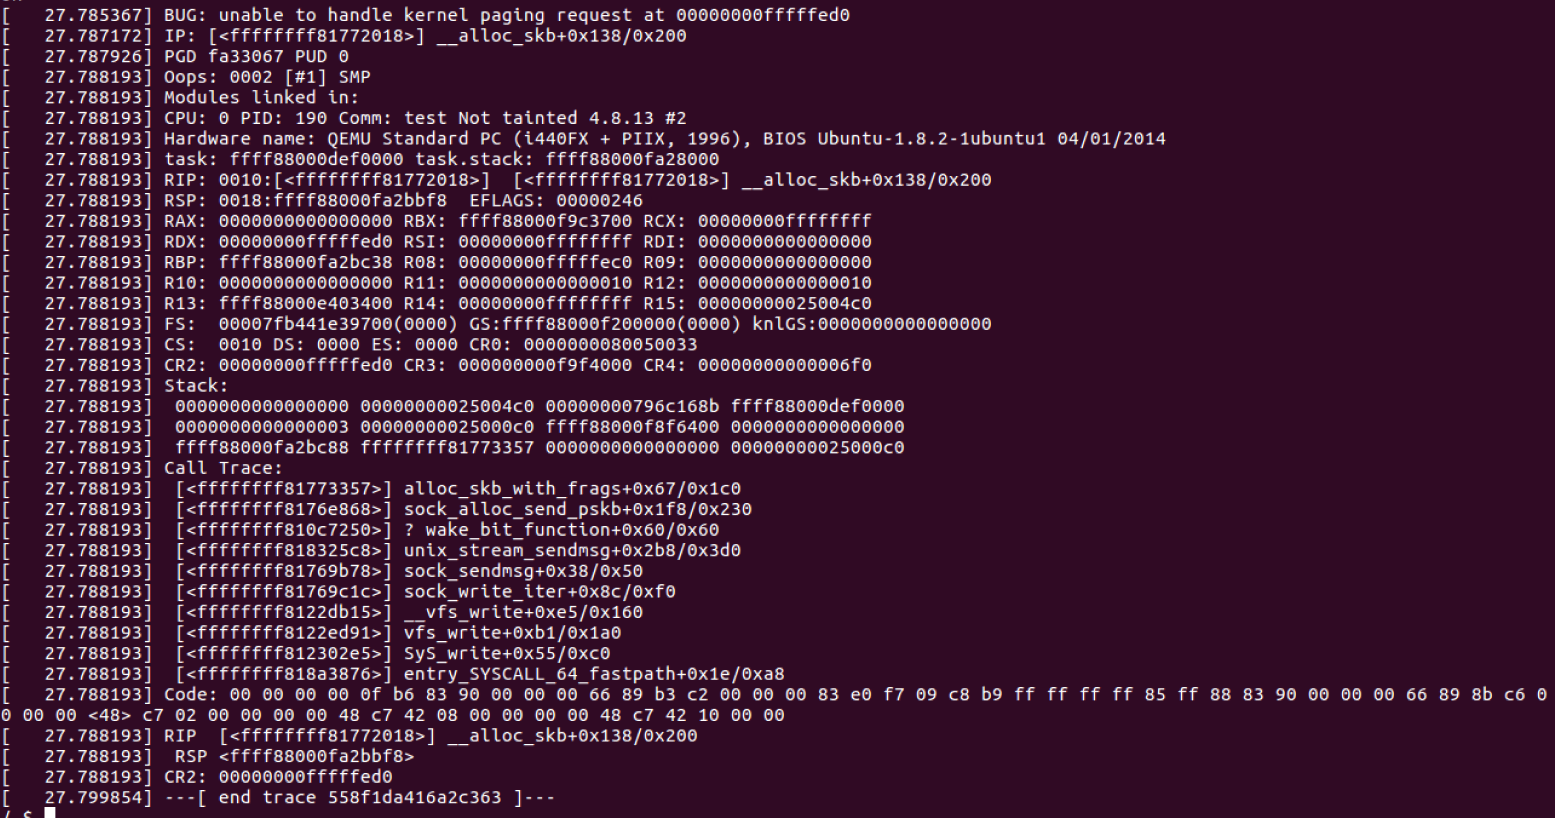 [   27.785367] BUG: unable to handle kernel paging request at 00000000fffffed0
[   27.787172] IP: [<ffffffff81772018>] __alloc_skb+0x138/0x200
[   27.787926] PGD fa33067 PUD 0
[   27.788193] Oops: 0002 [#1] SMP
[   27.788193] Modules linked in:
[   27.788193] CPU: 0 PID: 190 Comm: test Not tainted 4.8.13 #2
[   27.788193] Hardware name: QEMU Standard PC (i440FX + PIIX, 1996), BIOS Ubuntu-1.8.2-1ubuntu1 04/01/2014
[   27.788193] task: ffff88000def0000 task.stack: ffff88000fa28000
[   27.788193] RIP: 0010:[<ffffffff81772018>]  [<ffffffff81772018>] __alloc_skb+0x138/0x200
[   27.788193] RSP: 0018:ffff88000fa2bbf8  EFLAGS: 00000246
[   27.788193] RAX: 0000000000000000 RBX: ffff88000f9c3700 RCX: 00000000ffffffff
[   27.788193] RDX: 00000000fffffed0 RSI: 00000000ffffffff RDI: 0000000000000000
[   27.788193] RBP: ffff88000fa2bc38 R08: 00000000fffffec0 R09: 0000000000000000
[   27.788193] R10: 0000000000000000 R11: 0000000000000010 R12: 0000000000000010
[   27.788193] R13: ffff88000e403400 R14: 00000000ffffffff R15: 00000000025004c0
[   27.788193] FS:  00007fb441e39700(0000) GS:ffff88000f200000(0000) knlGS:0000000000000000
[   27.788193] CS:  0010 DS: 0000 ES: 0000 CR0: 0000000080050033
[   27.788193] CR2: 00000000fffffed0 CR3: 000000000f9f4000 CR4: 00000000000006f0
[   27.788193] Stack:
[   27.788193]  0000000000000000 00000000025004c0 00000000796c168b ffff88000def0000
[   27.788193]  0000000000000003 00000000025000c0 ffff88000f8f6400 0000000000000000
[   27.788193]  ffff88000fa2bc88 ffffffff81773357 0000000000000000 00000000025000c0
[   27.788193] Call Trace:
[   27.788193]  [<ffffffff81773357>] alloc_skb_with_frags+0x67/0x1c0
[   27.788193]  [<ffffffff8176e868>] sock_alloc_send_pskb+0x1f8/0x230
[   27.788193]  [<ffffffff810c7250>] ? wake_bit_function+0x60/0x60
[   27.788193]  [<ffffffff818325c8>] unix_stream_sendmsg+0x2b8/0x3d0
[   27.788193]  [<ffffffff81769b78>] sock_sendmsg+0x38/0x50
[   27.788193]  [<ffffffff81769c1c>] sock_write_iter+0x8c/0xf0
[   27.788193]  [<ffffffff8122db15>] __vfs_write+0xe5/0x160
[   27.788193]  [<ffffffff8122ed91>] vfs_write+0xb1/0x1a0
[   27.788193]  [<ffffffff812302e5>] SyS_write+0x55/0xc0
[   27.788193]  [<ffffffff818a3876>] entry_SYSCALL_64_fastpath+0x1e/0xa8
[   27.788193] Code: 00 00 00 00 0f b6 83 90 00 00 00 66 89 b3 c2 00 00 00 83 e0 f7 09 c8 b9 ff ff ff ff 85 ff 88 83 90 00 00 00 66 89 8b c6 0
0 00 00 <48> c7 02 00 00 00 00 48 c7 42 08 00 00 00 00 48 c7 42 10 00 00
[   27.788193] RIP  [<ffffffff81772018>] __alloc_skb+0x138/0x200
[   27.788193]  RSP <ffff88000fa2bbf8>
[   27.788193] CR2: 00000000fffffed0
[   27.799854] ---[ end trace 558f1da416a2c363 ]---
/ $